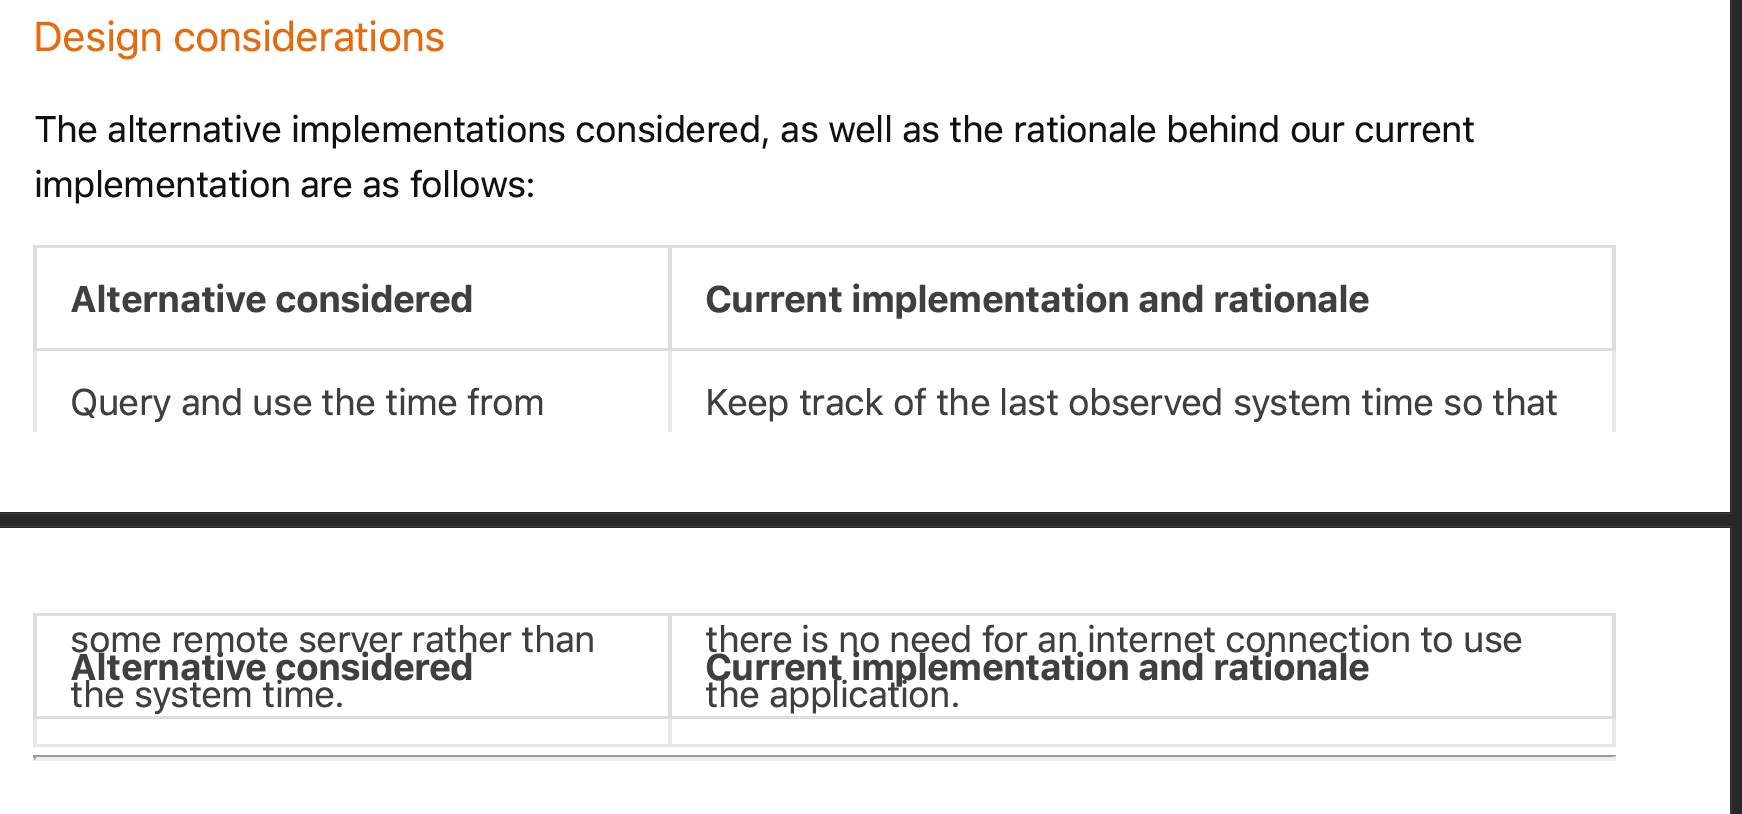 Design considerations
The alternative implementations considered, as well as the rationale behind our current
implementation are as follows:
Alternative considered
Current implementation and rationale
Query and use the time from
Keep track of the last observed system time so that
some remote server rather than
there is no need for an internet connection to use
Alternative considered
Current implementation and rationale
the system time.
the application.